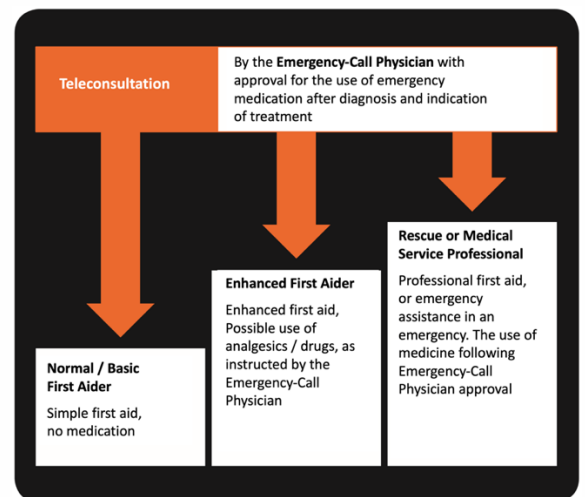 Teleconsultation
By the Emergency-Call Physician with
approval for the use of emergency
medication after diagnosis and indication
of treatment
Normal / Basic
First Aider
Simple first aid,
no medication
Enhanced First Aider
Enhanced first aid,
Possible use of
analgesics / drugs, as
instructed by the
Emergency-Call
Physician
Rescue or Medical
Service Professional
Professional first aid,
or emergency
assistance in an
emergency. The use of
medicine following
Emergency-Call
Physician approval